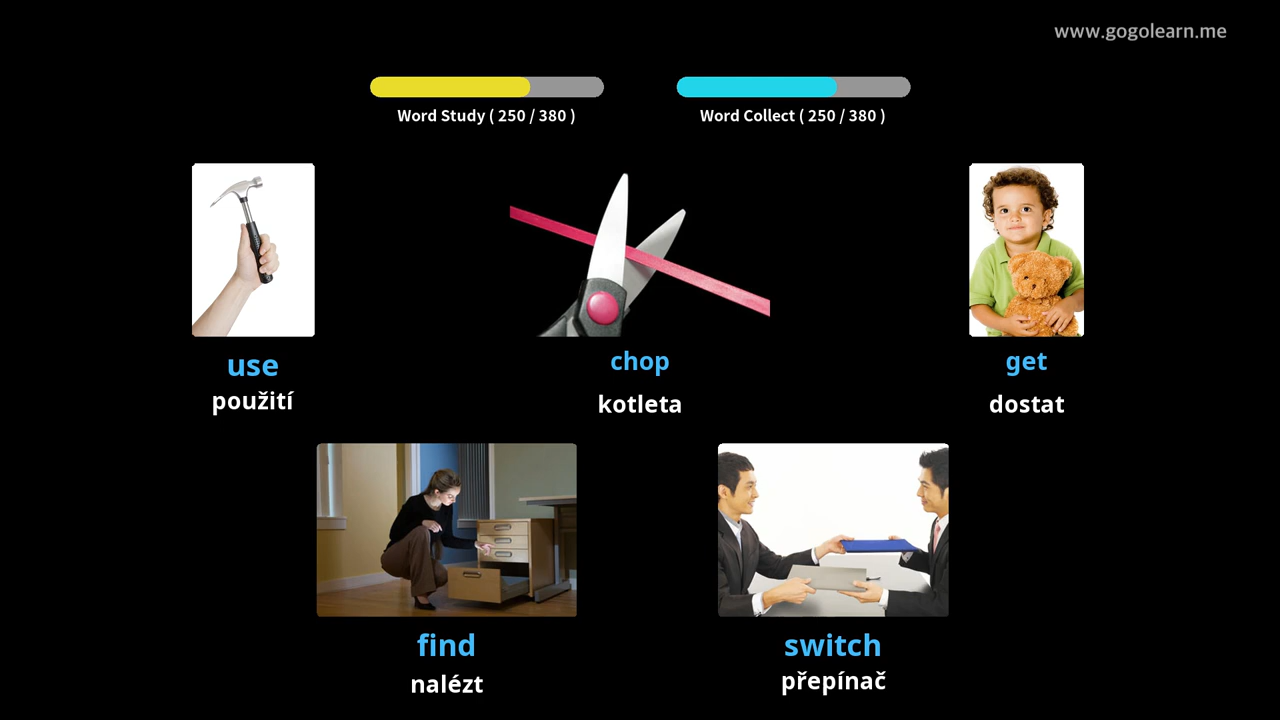 www.gogolearn.me
Word Study ( 250 / 380 )
Word Collect ( 250 / 380 )
use
použití
chop
kotleta
get
dostat
find
nalézt
switch
přepínač